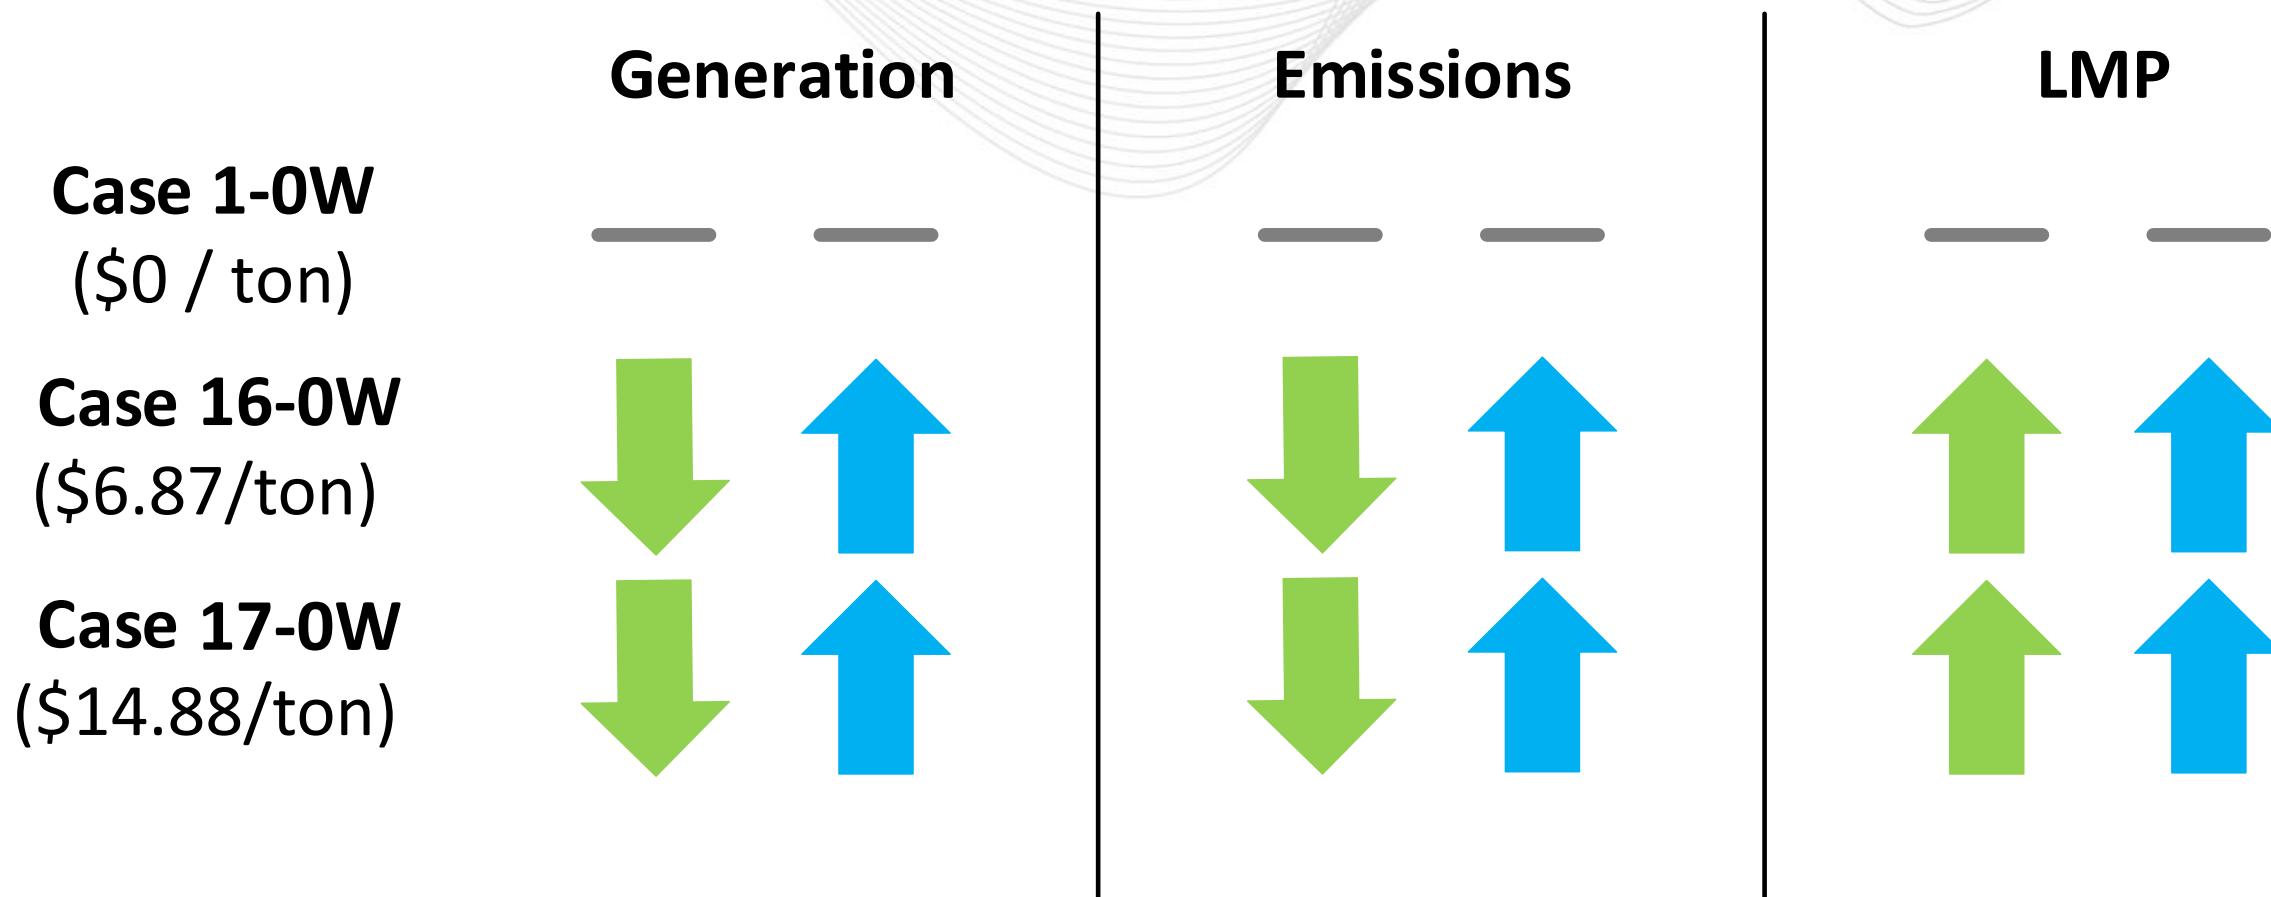 Generation
Emissions
LMP
Case 1-0W
($0 / ton)
Case 16-0W
($6.87/ton)
Case 17-0W
($14.88/ton)